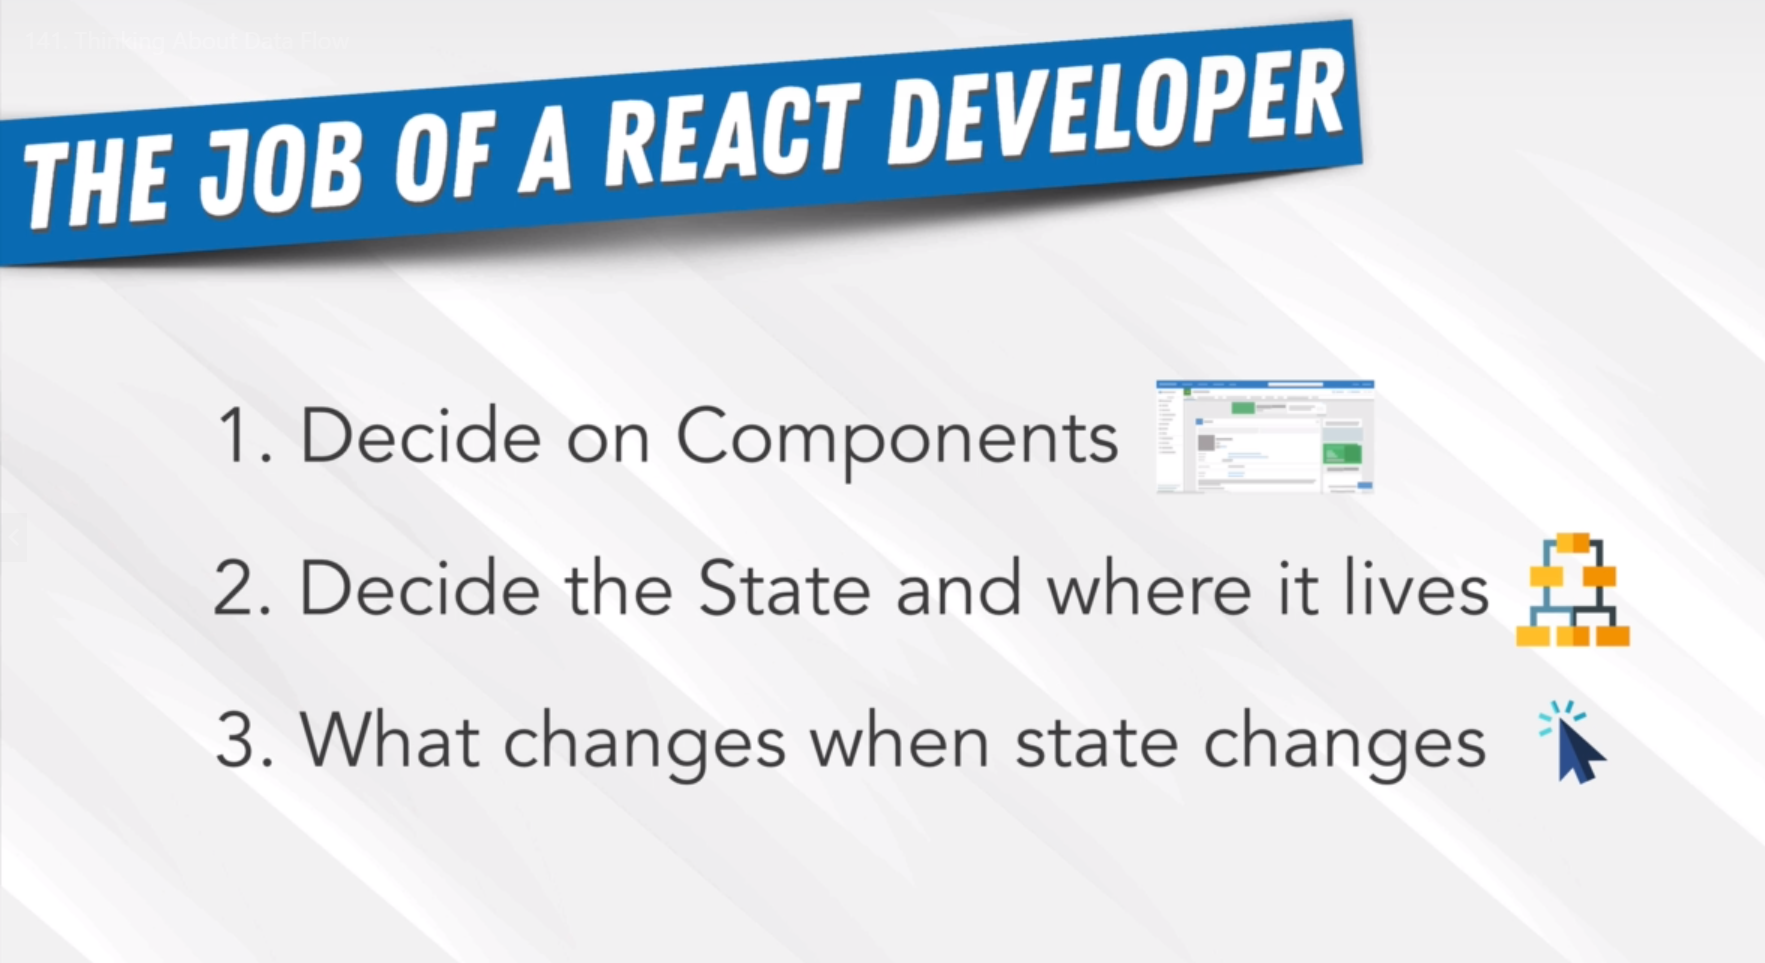 141. Thinking About Data Flow
THE JOB OF A REACT DEVELOPER
1. Decide on Components
2. Decide the State and where it lives
3. What changes when state changes